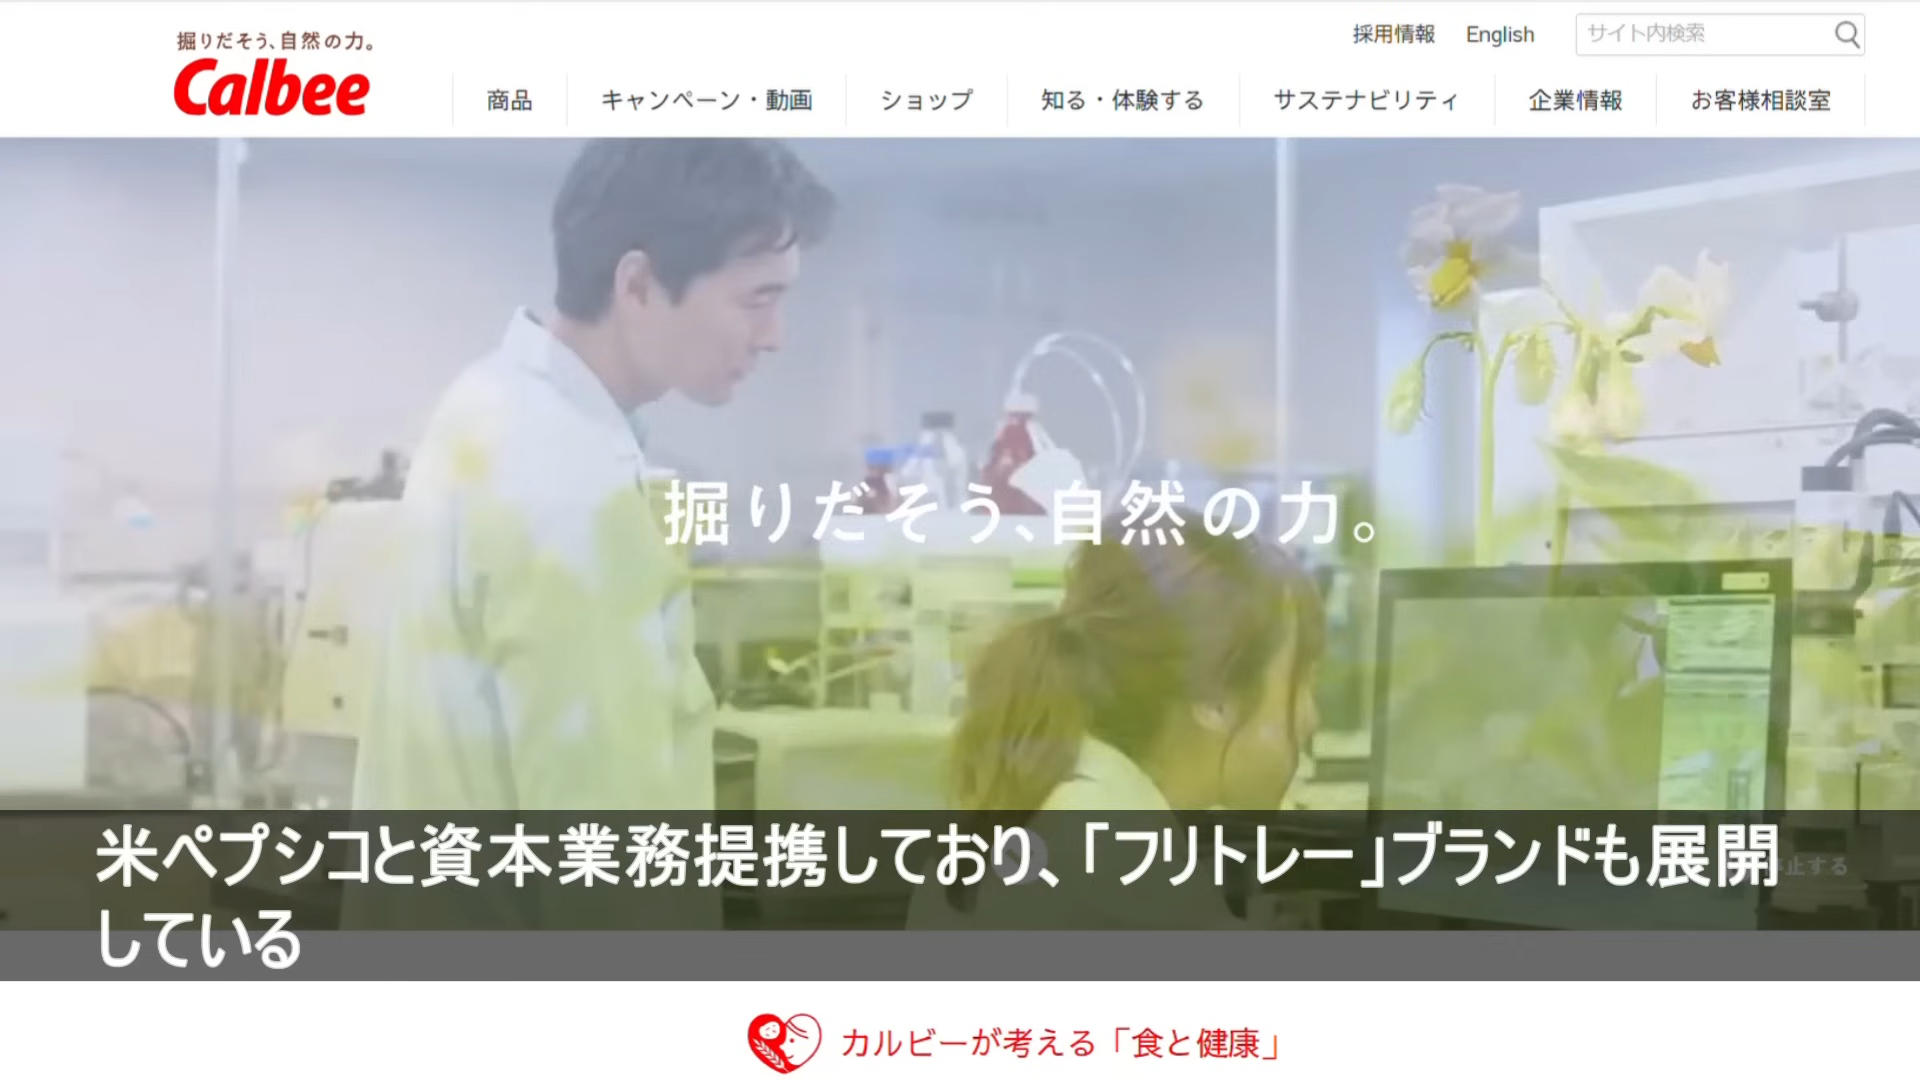 掘りだそう、自然の力。
Calbee
採用情報
English
サイト内検索
商品
キャンペーン・動画
ショップ
知る・体験する
サステナビリティ
企業情報
お客様相談室
掘りだそう、自然の力。
米ペプシコと資本業務提携しており、「フリトレー」ブランドも展開
している
止する
カルビーが考える「食と健康」